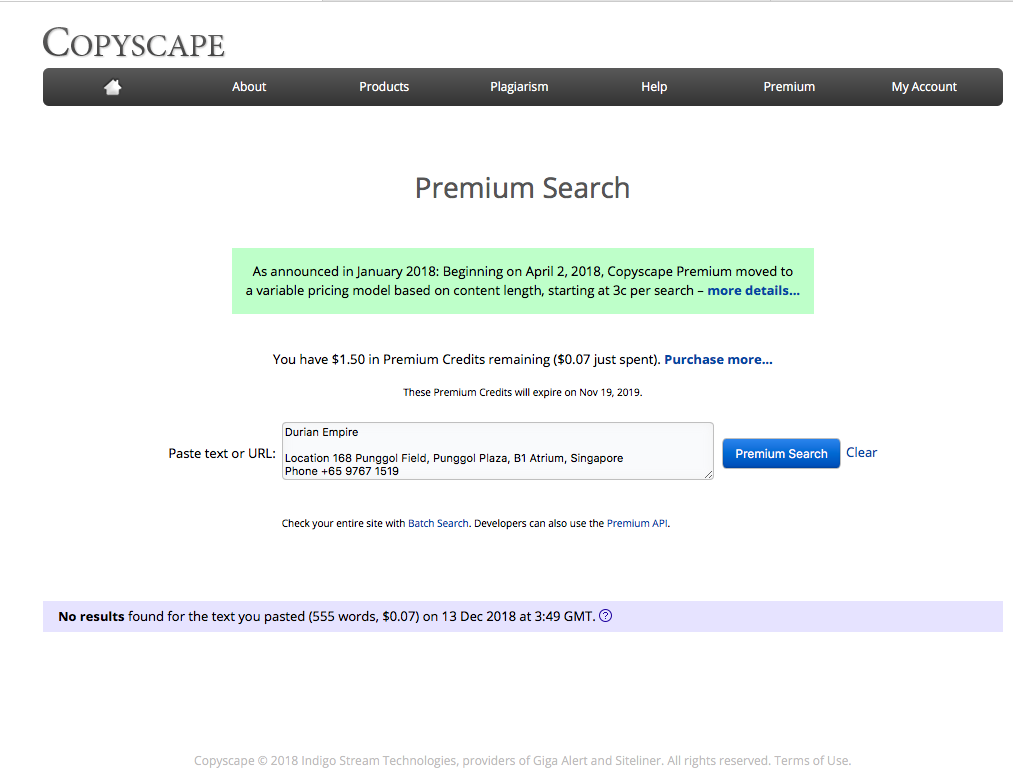 COPYSCAPE
About Products Plagiarism Help Premium My Account
Premium Search
As announced in January 2018: Beginning on April 2, 2018, Copyscape Premium moved to
a variable pricing model based on content length, starting at 3c per search – more details...
You have $1.50 in Premium Credits remaining ($0.07 just spent). Purchase more...
These Premium Credits will expire on Nov 19, 2019.
Durian Empire
Paste text or URL: Location 168 Punggol Field, Punggol Plaza, B1 Atrium, Singapore Premium Search Clear
Phone +65 9767 1519
Check your entire site with Batch Search. Developers can also use the Premium API.
No results found for the text you pasted (555 words, $0.07) on 13 Dec 2018 at 3:49 GMT. ?
Copyscape © 2018 Indigo Stream Technologies, providers of Giga Alert and Siteliner. All rights reserved. Terms of Use.